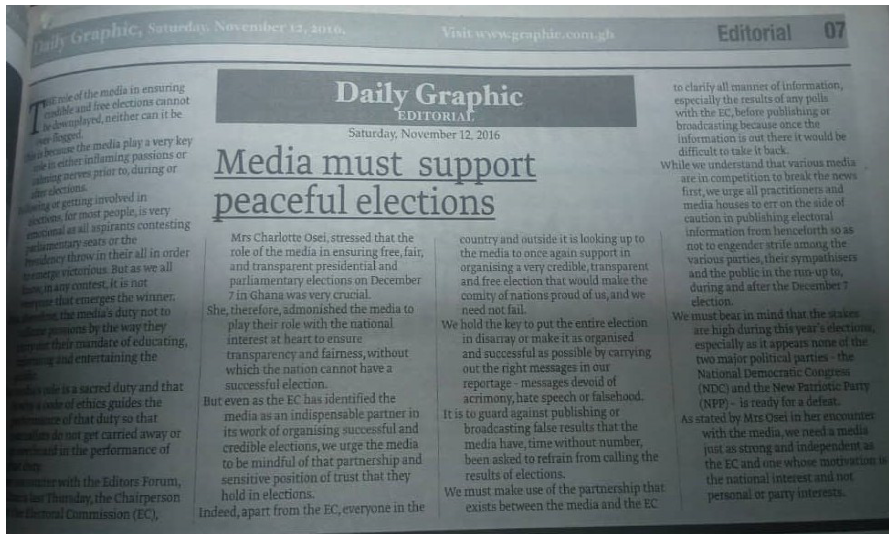 Daily Graphic, Saturday, November 12, 2016.
Visit www.graphic.com.gh
Editorial 07
Daily Graphic
EDITORIAL
Saturday, November 12, 2016
Media must support
peaceful elections
THE role of the media in ensuring
credible and free elections cannot
be downplayed, neither can it be
over-flogged.
This is because the media play a very key
role in either inflaming passions or
calming nerves prior to, during or
after elections.
or getting involved in
elections, for most people, is very
emotional as all aspirants contesting
parliamentary seats or the
Presidency throw in their all in order
to emerge victorious. But as we all
know, in any contest, it is not
everyone that emerges the winner.
the media's duty not to
passions by the way they
carry out their mandate of educating,
and entertaining the
role is a sacred duty and that
code of ethics guides the
performance of that duty so that
do not get carried away or
in the performance of
duty.
encounter with the Editors Forum,
last Thursday, the Chairperson
Electoral Commission (EC),
Mrs Charlotte Osei, stressed that the
role of the media in ensuring free, fair,
and transparent presidential and
parliamentary elections on December
7 in Ghana was very crucial.
She, therefore, admonished the media to
play their role with the national
interest at heart to ensure
transparency and fairness, without
which the nation cannot have a
successful election.
But even as the EC has identified the
media as an indispensable partner in
its work of organising successful and
credible elections, we urge the media
to be mindful of that partnership and
sensitive position of trust that they
hold in elections.
Indeed, apart from the EC, everyone in the
country and outside it is looking up to
the media to once again support in
organising a very credible, transparent
and free election that would make the
comity of nations proud of us, and we
need not fail.
We hold the key to put the entire election
in disarray or make it as organised
and successful as possible by carrying
out the right messages in our
reportage - messages devoid of
acrimony, hate speech or falsehood.
It is to guard against publishing or
broadcasting false results that the
media have, time without number,
been asked to refrain from calling the
results of elections.
We must make use of the partnership that
exists between the media and the EC
to clarify all manner of information,
especially the results of any polls
with the EC, before publishing or
broadcasting because once the
information is out there it would be
difficult to take it back.
While we understand that various media
are in competition to break the news
first, we urge all practitioners and
media houses to err on the side of
caution in publishing electoral
information from henceforth so as
not to engender strife among the
various parties, their sympathisers
and the public in the run-up to,
during and after the December 7
election.
We must bear in mind that the stakes
are high during this year's elections,
especially as it appears none of the
two major political parties - the
National Democratic Congress
(NDC) and the New Patriotic Party
(NPP) - is ready for a defeat.
As stated by Mrs Osei in her encounter
with the media, we need a media
just as strong and independent as
the EC and one whose motivation is
the national interest and not
personal or party interests.